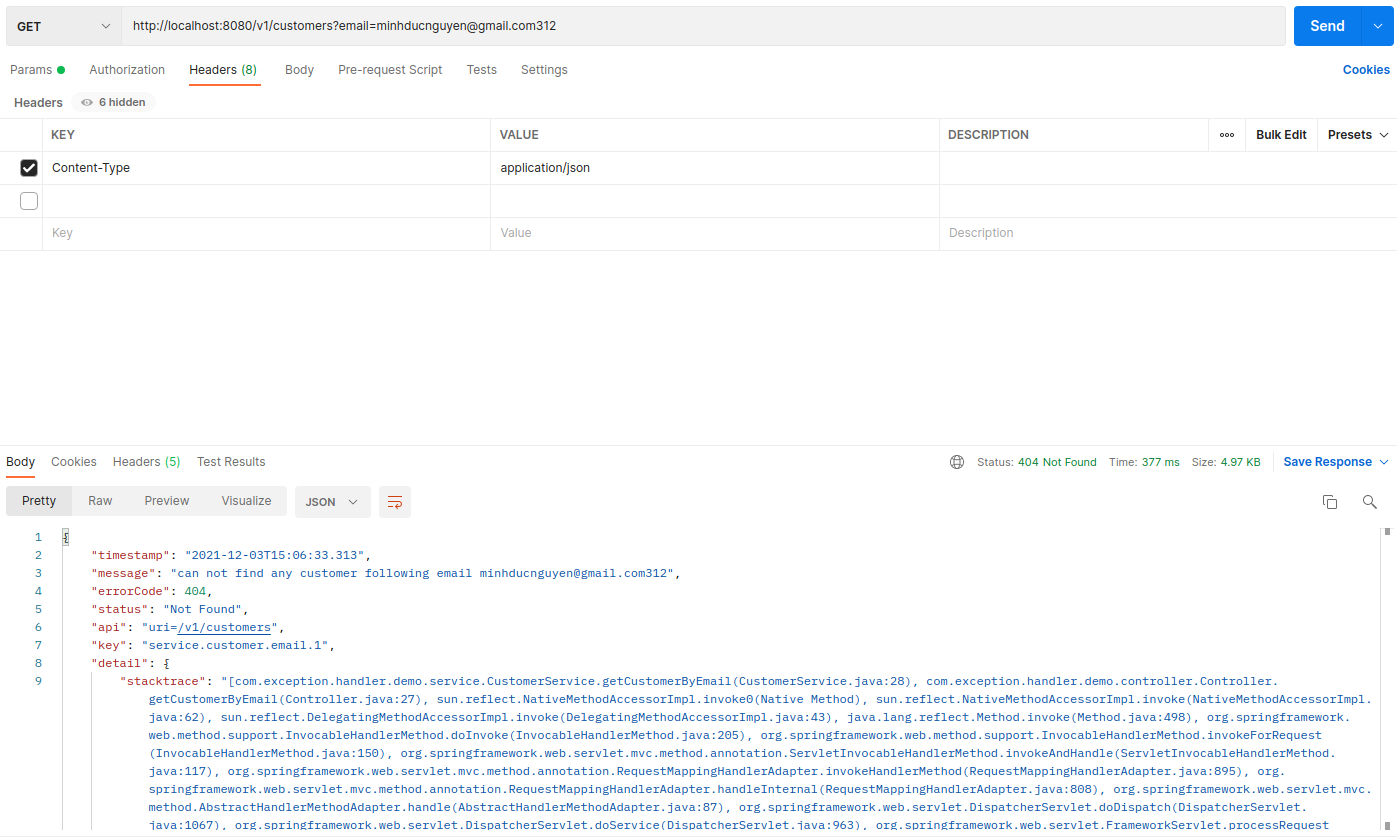 GET http://localhost:8080/v1/customers?email=minhducnguyen@gmail.com312 Send
Params Authorization Headers (8) Body Pre-request Script Tests Settings Cookies
Headers 6 hidden
KEY VALUE DESCRIPTION Bulk Edit Presets
Content-Type application/json
Key Value Description
Body Cookies Headers (5) Test Results Status: 404 Not Found Time: 377 ms Size: 4.97 KB Save Response
Pretty Raw Preview Visualize JSON
1 {
2 "timestamp": "2021-12-03T15:06:33.313",
3 "message": "can not find any customer following email minhducnguyen@gmail.com312",
4 "errorCode": 404,
5 "status": "Not Found",
6 "api": "uri=/v1/customers",
7 "key": "service.customer.email.1",
8 "detail": {
9 "stacktrace": "[com.exception.handler.demo.service.CustomerService.getCustomerByEmail(CustomerService.java:28), com.exception.handler.demo.controller.Controller.
getCustomerByEmail(Controller.java:27), sun.reflect.NativeMethodAccessorImpl.invoke0(Native Method), sun.reflect.NativeMethodAccessorImpl.invoke(NativeMethodAccessorImpl.
java:62), sun.reflect.DelegatingMethodAccessorImpl.invoke(DelegatingMethodAccessorImpl.java:43), java.lang.reflect.Method.invoke(Method.java:498), org.springframework.
web.method.support.InvocableHandlerMethod.doInvoke(InvocableHandlerMethod.java:205), org.springframework.web.method.support.InvocableHandlerMethod.invokeForRequest
(InvocableHandlerMethod.java:150), org.springframework.web.servlet.mvc.method.annotation.ServletInvocableHandlerMethod.invokeAndHandle(ServletInvocableHandlerMethod.
java:117), org.springframework.web.servlet.mvc.method.annotation.RequestMappingHandlerAdapter.invokeHandlerMethod(RequestMappingHandlerAdapter.java:895), org.
springframework.web.servlet.mvc.method.annotation.RequestMappingHandlerAdapter.handleInternal(RequestMappingHandlerAdapter.java:808), org.springframework.web.servlet.mvc.
method.AbstractHandlerMethodAdapter.handle(AbstractHandlerMethodAdapter.java:87), org.springframework.web.servlet.DispatcherServlet.doDispatch(DispatcherServlet.
java:1067), org.springframework.web.servlet.DispatcherServlet.doService(DispatcherServlet.java:963), org.springframework.web.servlet.FrameworkServlet.processRequest